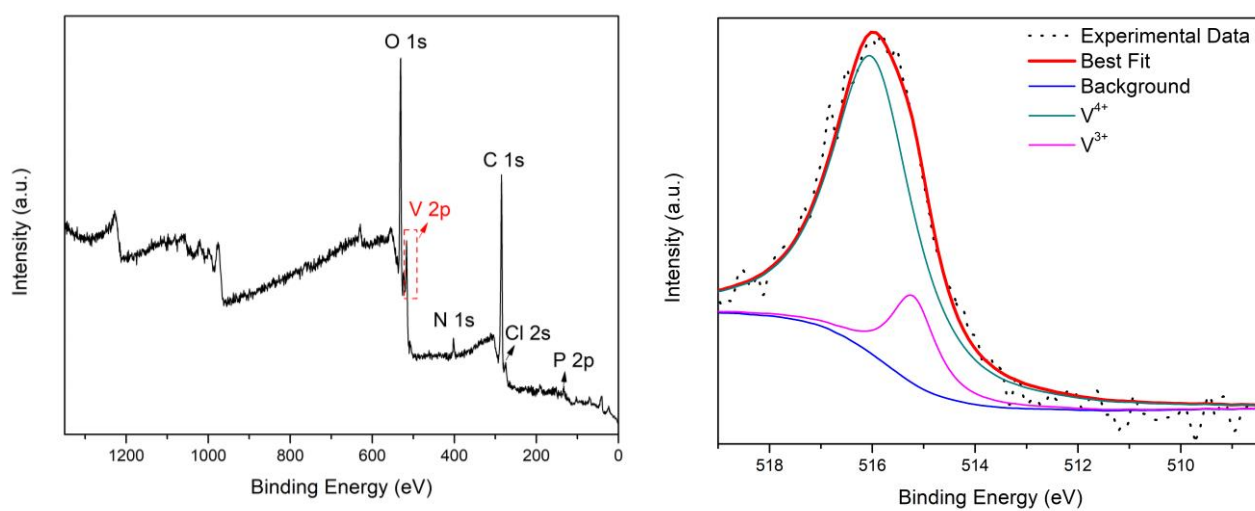 O 1s
C 1s
V 2p
N 1s
Cl 2s
P 2p
Intensity (a.u.)
1200
1000
800
600
400
200
0
Binding Energy (eV)
Experimental Data
Best Fit
Background
V⁴⁺
V³⁺
Intensity (a.u.)
518
516
514
512
510
Binding Energy (eV)